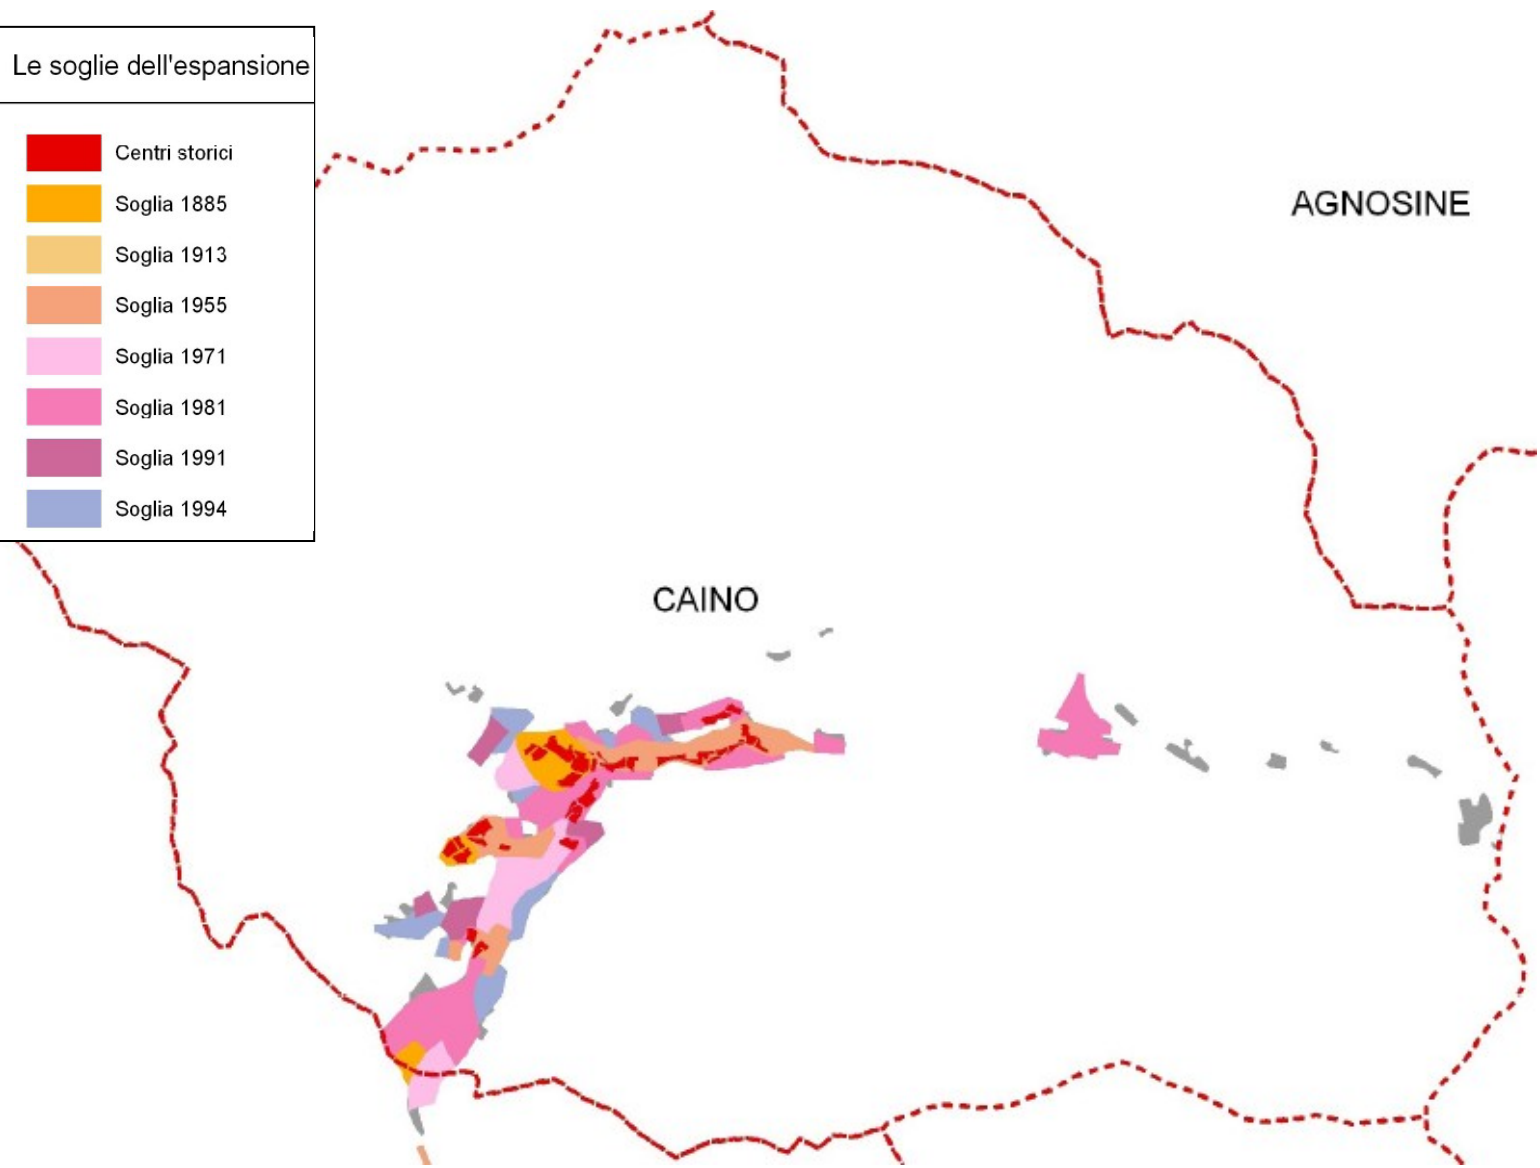 Le soglie dell'espansione
Centri storici
Soglia 1885
Soglia 1913
Soglia 1955
Soglia 1971
Soglia 1981
Soglia 1991
Soglia 1994
AGNOSINE
CAINO